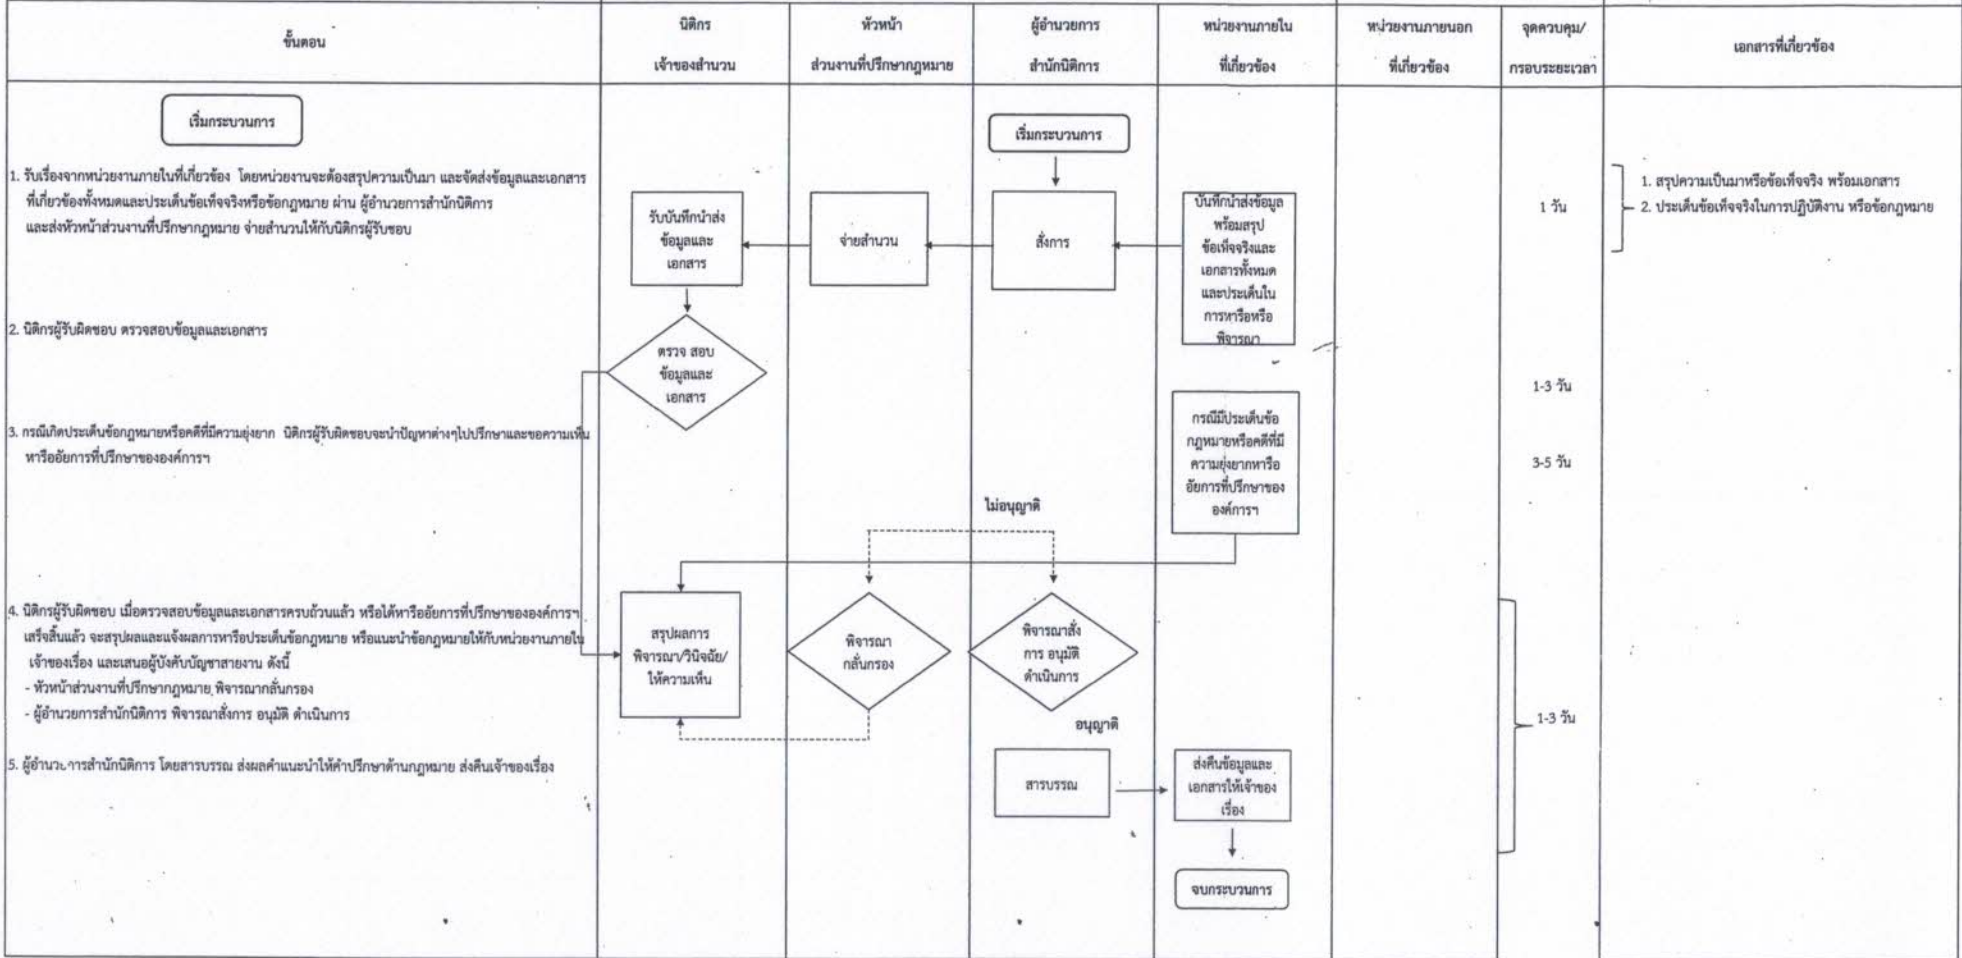 ขั้นตอน
นิติกร
เจ้าของสำนวน
หัวหน้า
ส่วนงานที่ปรึกษากฎหมาย
ผู้อำนวยการ
สำนักนิติการ
หน่วยงานภายใน
ที่เกี่ยวข้อง
หน่วยงานภายนอก
ที่เกี่ยวข้อง
จุดควบคุม/
กรอบระยะเวลา
เอกสารที่เกี่ยวข้อง
เริ่มกระบวนการ
1. รับเรื่องจากหน่วยงานภายในที่เกี่ยวข้อง โดยหน่วยงานจะต้องสรุปความเป็นมา และจัดส่งข้อมูลและเอกสาร
ที่เกี่ยวข้องทั้งหมดและประเด็นข้อเท็จจริงหรือข้อกฎหมาย ผ่าน ผู้อำนวยการสำนักนิติการ
และส่งหัวหน้าส่วนงานที่ปรึกษากฎหมาย จ่ายสำนวนให้กับนิติกรผู้รับชอบ
2. นิติกรผู้รับผิดชอบ ตรวจสอบข้อมูลและเอกสาร
3. กรณีเกิดประเด็นข้อกฎหมายหรือคดีที่มีความยุ่งยาก นิติกรผู้รับผิดชอบจะนำปัญหาต่างๆไปปรึกษาและขอความเห็น
หารืออัยการที่ปรึกษาขององค์การฯ
4. นิติกรผู้รับผิดชอบ เมื่อตรวจสอบข้อมูลและเอกสารครบถ้วนแล้ว หรือได้หารืออัยการที่ปรึกษาขององค์การฯ
เสร็จสิ้นแล้ว จะสรุปผลและแจ้งผลการหารือประเด็นข้อกฎหมาย หรือแนะนำข้อกฎหมายให้กับหน่วยงานภายใน
เจ้าของเรื่อง และเสนอผู้บังคับบัญชาสายงาน ดังนี้
- หัวหน้าส่วนงานที่ปรึกษากฎหมาย พิจารณากลั่นกรอง
- ผู้อำนวยการสำนักนิติการ พิจารณาสั่งการ อนุมัติ ดำเนินการ
5. ผู้อำนวยการสำนักนิติการ โดยสารบรรณ ส่งผลคำแนะนำให้คำปรึกษาด้านกฎหมาย ส่งคืนเจ้าของเรื่อง
รับบันทึกนำส่ง
ข้อมูลและ
เอกสาร
ตรวจ สอบ
ข้อมูลและ
เอกสาร
สรุปผลการ
พิจารณา/วินิจฉัย/
ให้ความเห็น
จ่ายสำนวน
พิจารณา
กลั่นกรอง
เริ่มกระบวนการ
สั่งการ
ไม่อนุญาติ
พิจารณาสั่ง
การ อนุมัติ
ดำเนินการ
อนุญาติ
สารบรรณ
บันทึกนำส่งข้อมูล
พร้อมสรุป
ข้อเท็จจริงและ
เอกสารทั้งหมด
และประเด็นใน
การหารือหรือ
พิจารณา
กรณีมีประเด็นข้อ
กฎหมายหรือคดีที่มี
ความยุ่งยากหารือ
อัยการที่ปรึกษาของ
องค์การฯ
ส่งคืนข้อมูลและ
เอกสารให้เจ้าของ
เรื่อง
จบกระบวนการ
1 วัน
1-3 วัน
3-5 วัน
1-3 วัน
1. สรุปความเป็นมาหรือข้อเท็จจริง พร้อมเอกสาร
2. ประเด็นข้อเท็จจริงในการปฏิบัติงาน หรือข้อกฎหมาย